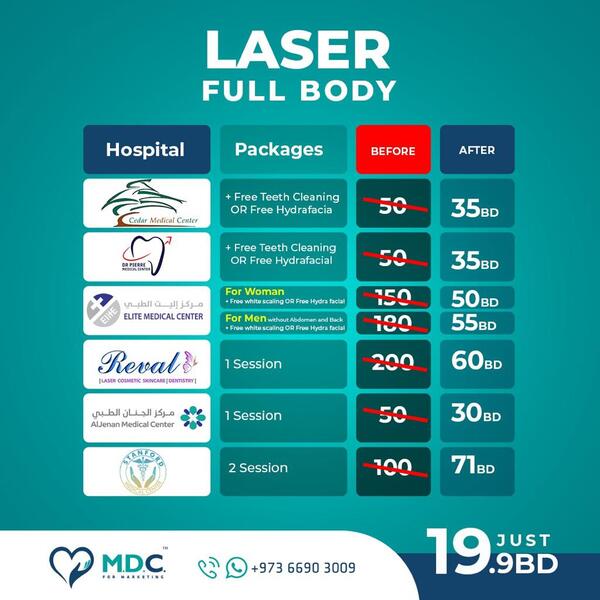 LASER
FULL BODY
Hospital
Packages
BEFORE
AFTER
Cedar Medical Center
+ Free Teeth Cleaning
OR Free Hydrafacia
50
35BD
DR PIERRE
MEDICAL CENTER
+ Free Teeth Cleaning
OR Free Hydrafacial
50
35BD
مركز إليت الطبي
ELITE MEDICAL CENTER
For Woman
+ Free white scaling OR Free Hydra facial
150
50BD
For Men without Abdomen and Back
+ Free white scaling OR Free Hydra facial
180
55BD
Reval
|LASER COSMETIC SKINCARE|DENTISTRY|
1 Session
200
60BD
مركز الجنان الطبي
AlJenan Medical Center
1 Session
50
30BD
STANFORD
2 Session
100
71BD
M.D.C. TM
FOR MARKETING
+973 6690 3009
JUST
19.9BD